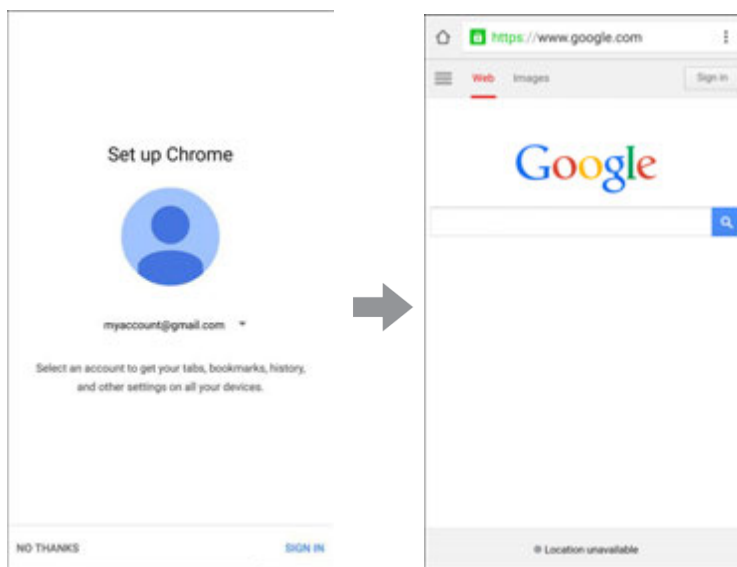 Set up Chrome
myaccount@gmail.com
Select an account to get your tabs, bookmarks, history,
and other settings on all your devices.
NO THANKS
SIGN IN
https://www.google.com
Web
Images
Sign in
Google
Location unavailable